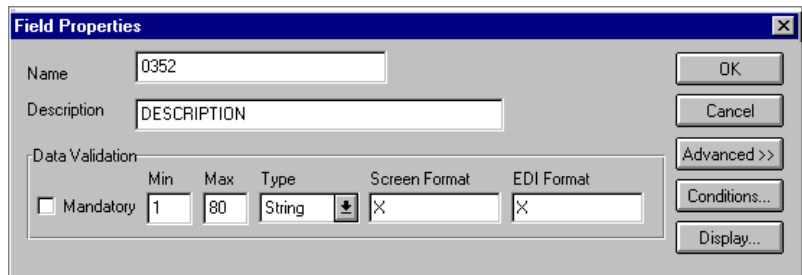 Field Properties
Name 0352 OK
Description DESCRIPTION Cancel
Data Validation Advanced >>
Min Max Type Screen Format EDI Format
Mandatory 1 80 String X X Conditions...
Display...